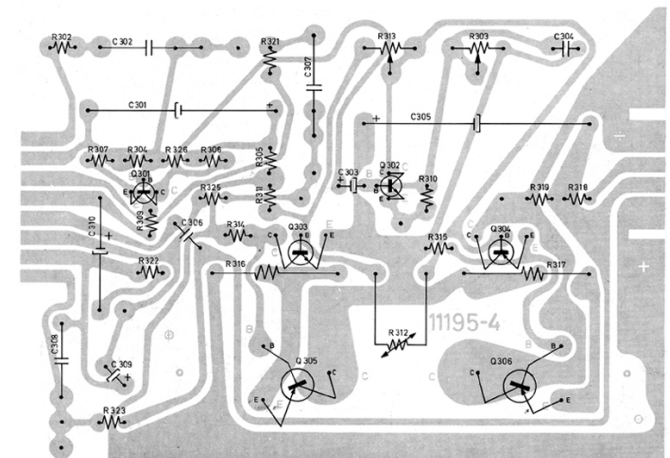 R302 C302 R321 C307 R313 R303 C304
C301 + + C305
R307 R304 R326 R306 R305 Q301 B E C
R325 R311 + C303 Q302 B C E R310 R319 R318
C310 + R309 C306 R314 Q303 C B E R315 Q304 C B E
R322 R316 R317 +
11195-4
R312
C308 C309 + B Q305 C E Q306 B C E
R323